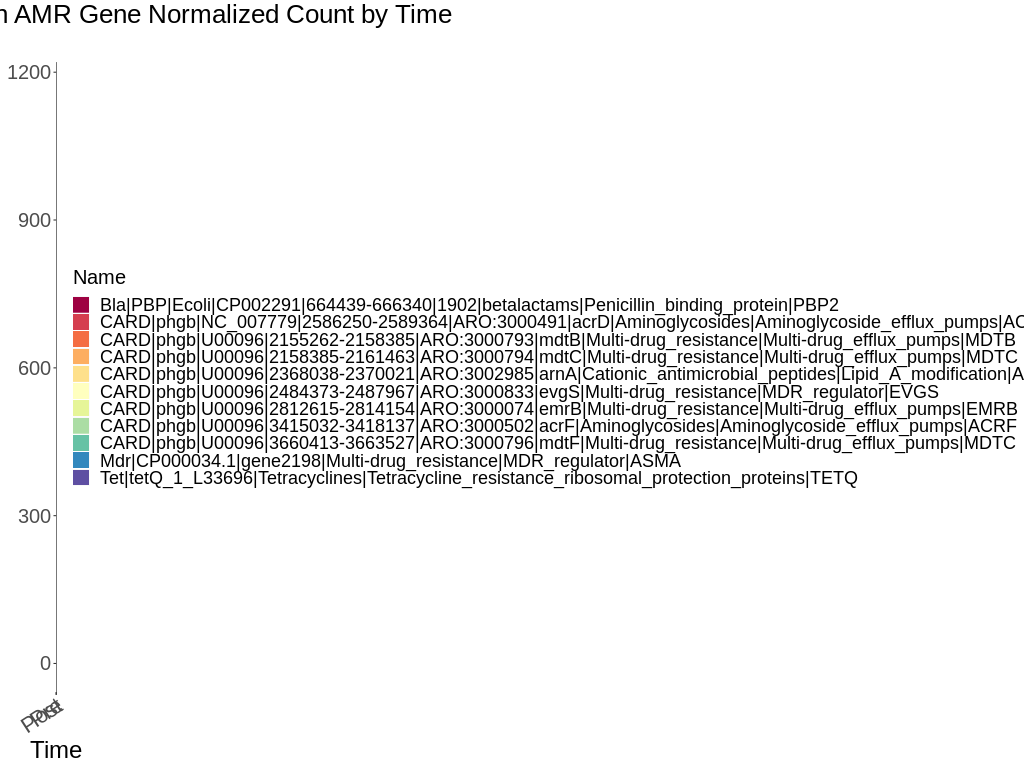 AMR Gene Normalized Count by Time
1200
900
600
300
0
Name
Bla|PBP|Ecoli|CP002291|664439-666340|1902|betalactams|Penicillin_binding_protein|PBP2
CARD|phgb|NC_007779|2586250-2589364|ARO:3000491|acrD|Aminoglycosides|Aminoglycoside_efflux_pumps|AC
CARD|phgb|U00096|2155262-2158385|ARO:3000793|mdtB|Multi-drug_resistance|Multi-drug_efflux_pumps|MDTB
CARD|phgb|U00096|2158385-2161463|ARO:3000794|mdtC|Multi-drug_resistance|Multi-drug_efflux_pumps|MDTC
CARD|phgb|U00096|2368038-2370021|ARO:3002985|arnA|Cationic_antimicrobial_peptides|Lipid_A_modification|A
CARD|phgb|U00096|2484373-2487967|ARO:3000833|evgS|Multi-drug_resistance|MDR_regulator|EVGS
CARD|phgb|U00096|2812615-2814154|ARO:3000074|emrB|Multi-drug_resistance|Multi-drug_efflux_pumps|EMRB
CARD|phgb|U00096|3415032-3418137|ARO:3000502|acrF|Aminoglycosides|Aminoglycoside_efflux_pumps|ACRF
CARD|phgb|U00096|3660413-3663527|ARO:3000796|mdtF|Multi-drug_resistance|Multi-drug_efflux_pumps|MDTC
Mdr|CP000034.1|gene2198|Multi-drug_resistance|MDR_regulator|ASMA
Tet|tetQ_1_L33696|Tetracyclines|Tetracycline_resistance_ribosomal_protection_proteins|TETQ
Time